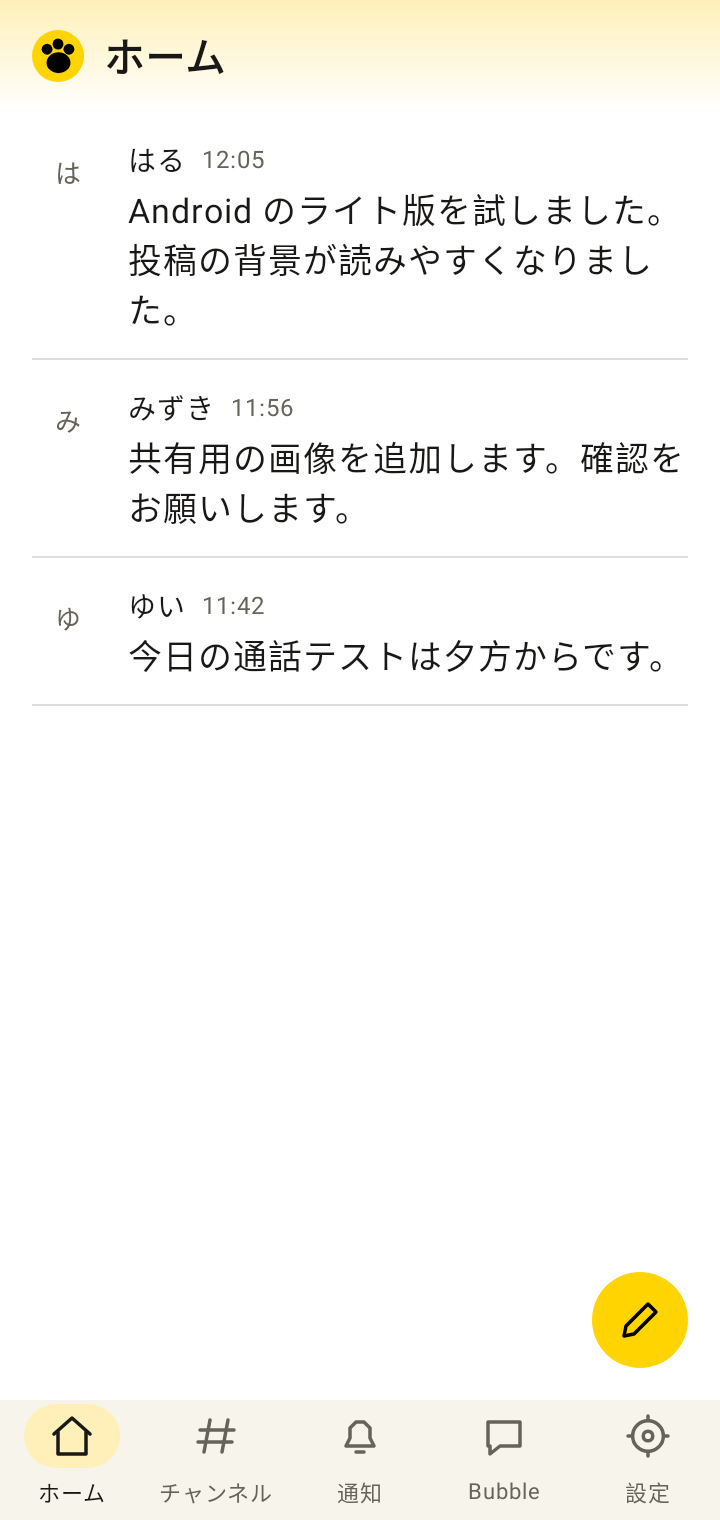 ホーム
は
はる 12:05
Android のライト版を試しました。
投稿の背景が読みやすくなりまし
た。
み
みずき 11:56
共有用の画像を追加します。確認を
お願いします。
ゆ
ゆい 11:42
今日の通話テストは夕方からです。
ホーム
チャンネル
通知
Bubble
設定